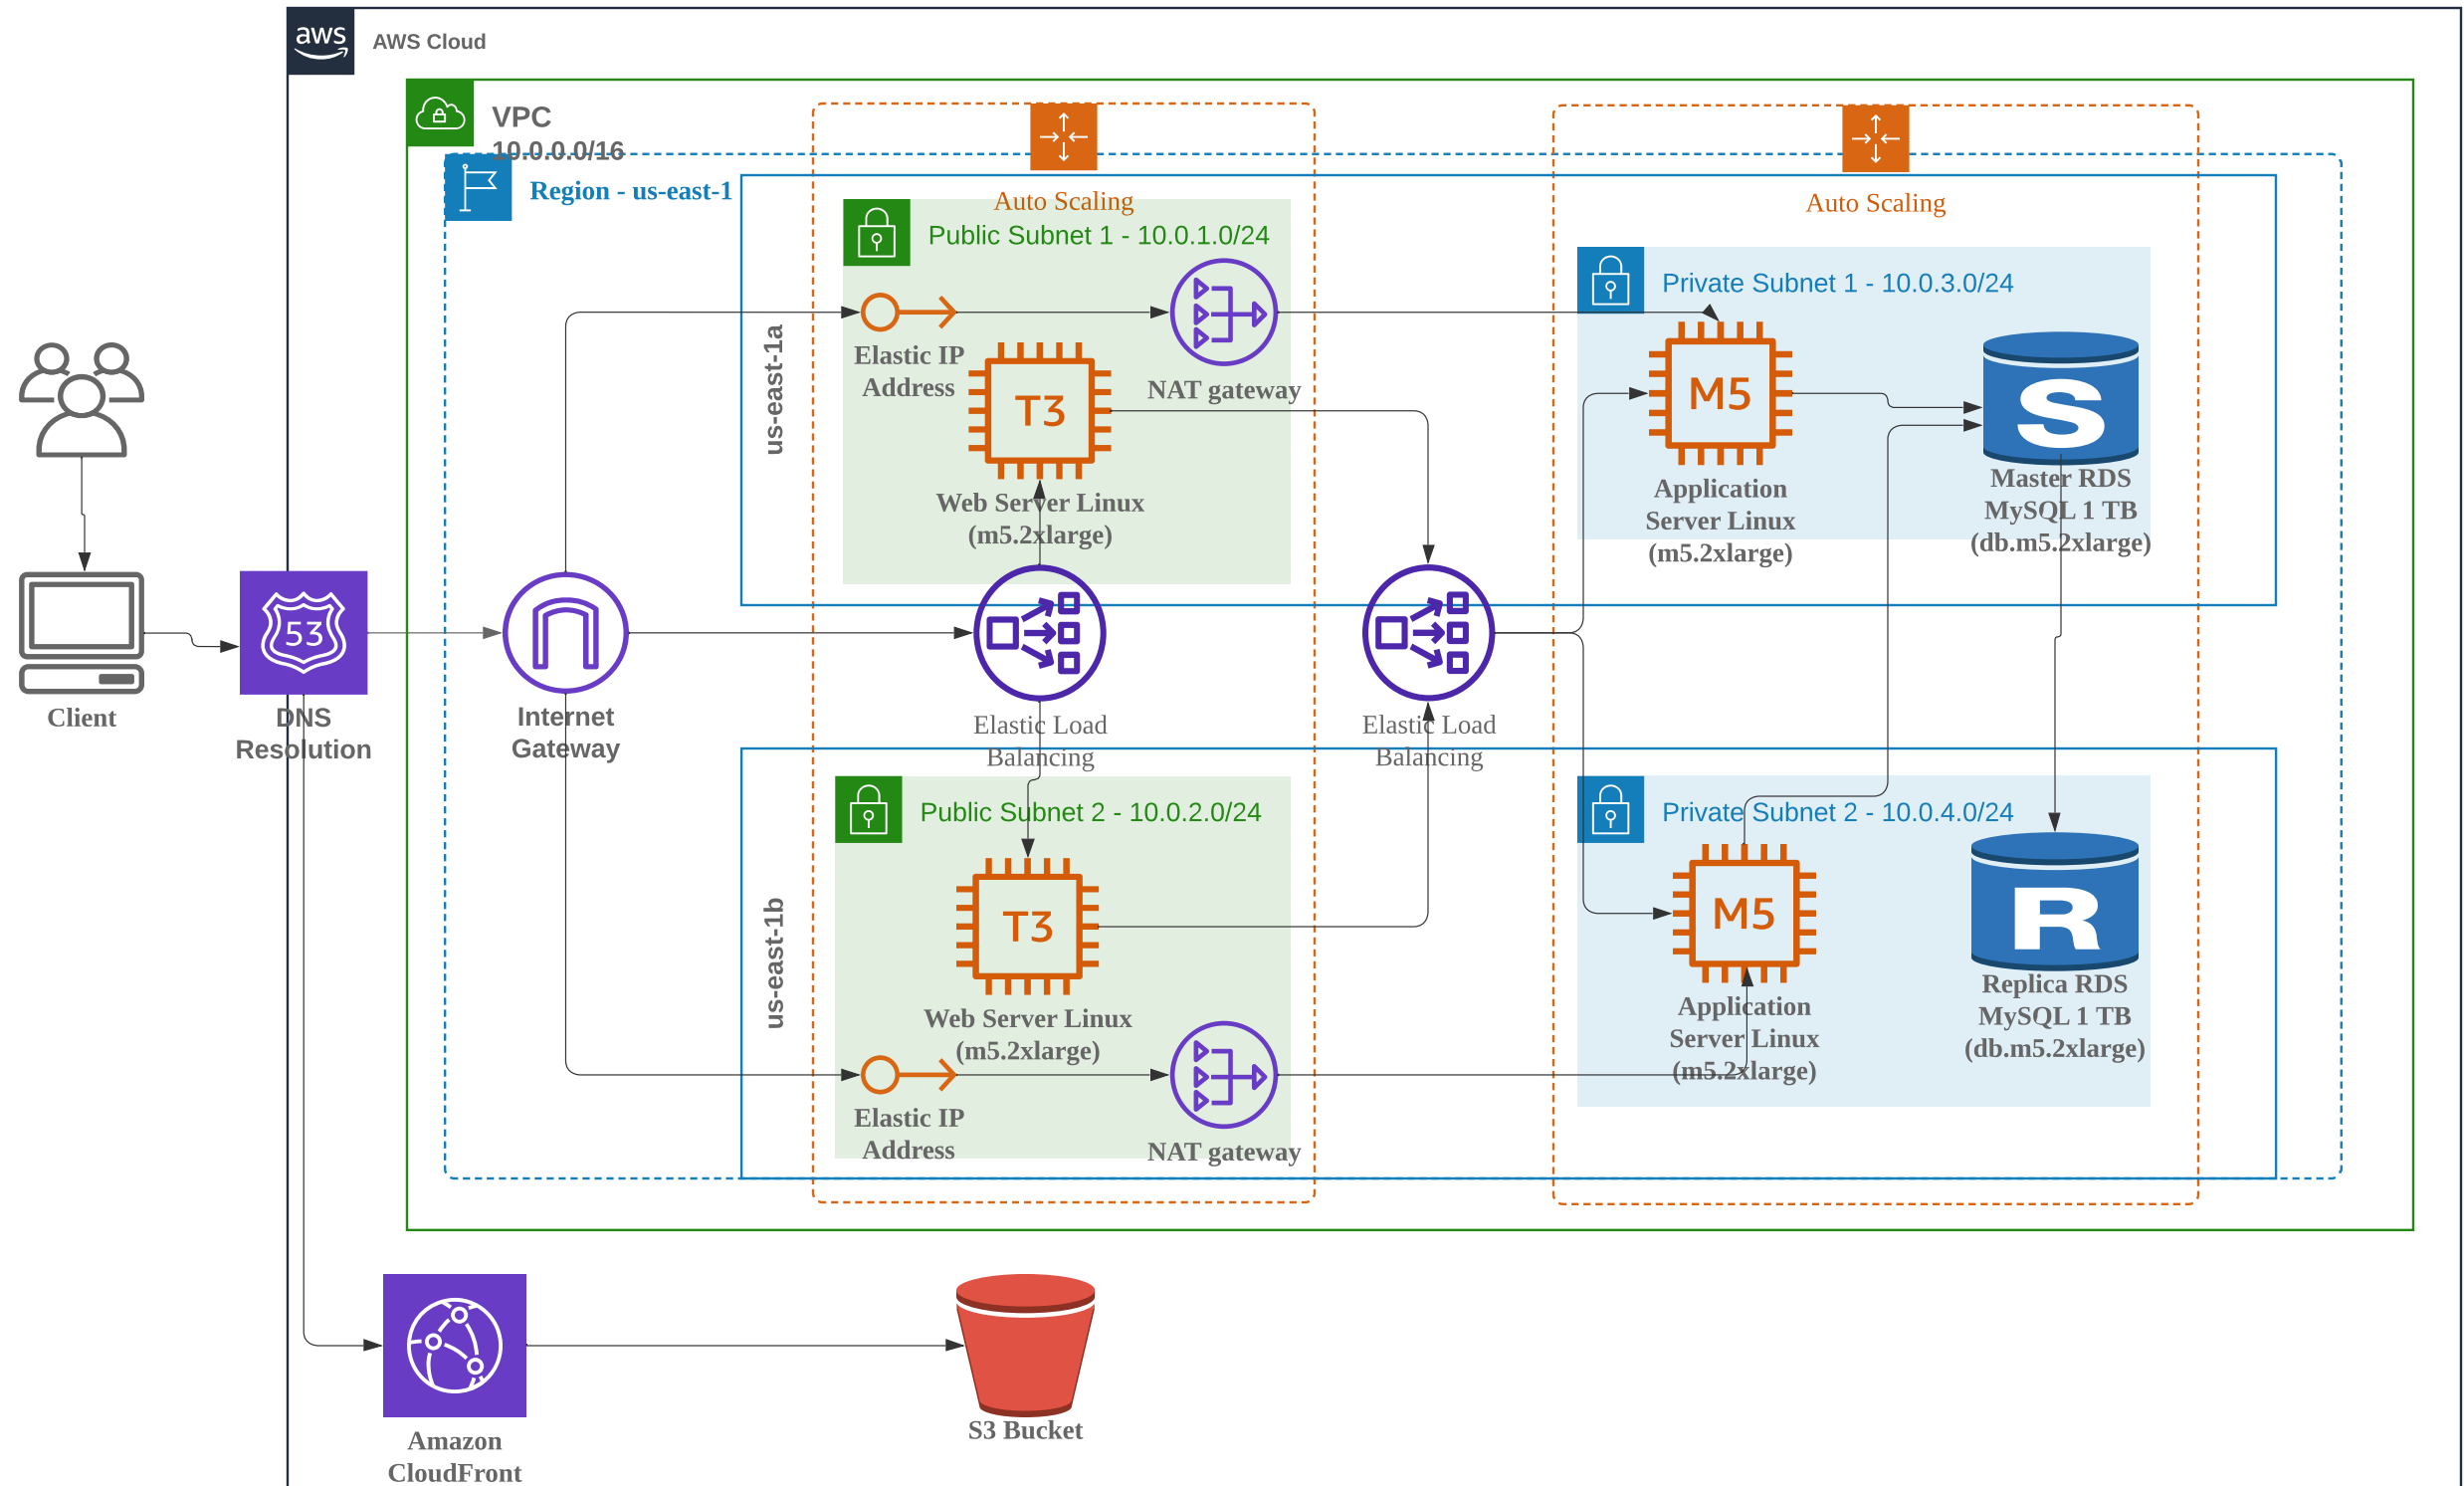 aws
AWS Cloud
VPC
10.0.0.0/16
Region - us-east-1
Auto Scaling
Auto Scaling
Public Subnet 1 - 10.0.1.0/24
Private Subnet 1 - 10.0.3.0/24
us-east-1a
Elastic IP
Address
NAT gateway
T3
Web Server Linux
(m5.2xlarge)
M5
Application
Server Linux
(m5.2xlarge)
S
Master RDS
MySQL 1 TB
(db.m5.2xlarge)
Client
53
DNS
Resolution
Internet
Gateway
Elastic Load
Balancing
Elastic Load
Balancing
Public Subnet 2 - 10.0.2.0/24
Private Subnet 2 - 10.0.4.0/24
us-east-1b
T3
Web Server Linux
(m5.2xlarge)
Elastic IP
Address
NAT gateway
M5
Application
Server Linux
(m5.2xlarge)
R
Replica RDS
MySQL 1 TB
(db.m5.2xlarge)
Amazon
CloudFront
S3 Bucket